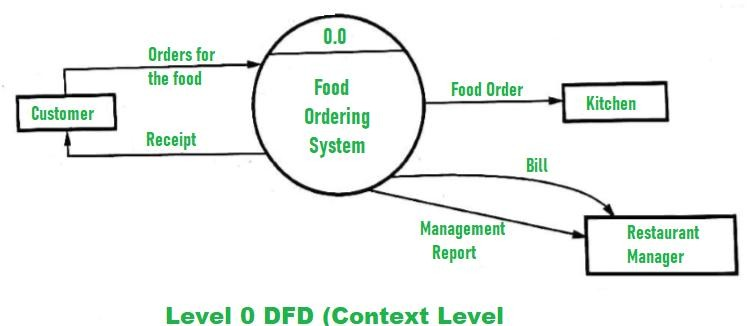 0.0
Orders for
the food
Food
Ordering
System
Food Order
Customer
Kitchen
Receipt
Bill
Management
Report
Restaurant
Manager
Level 0 DFD (Context Level